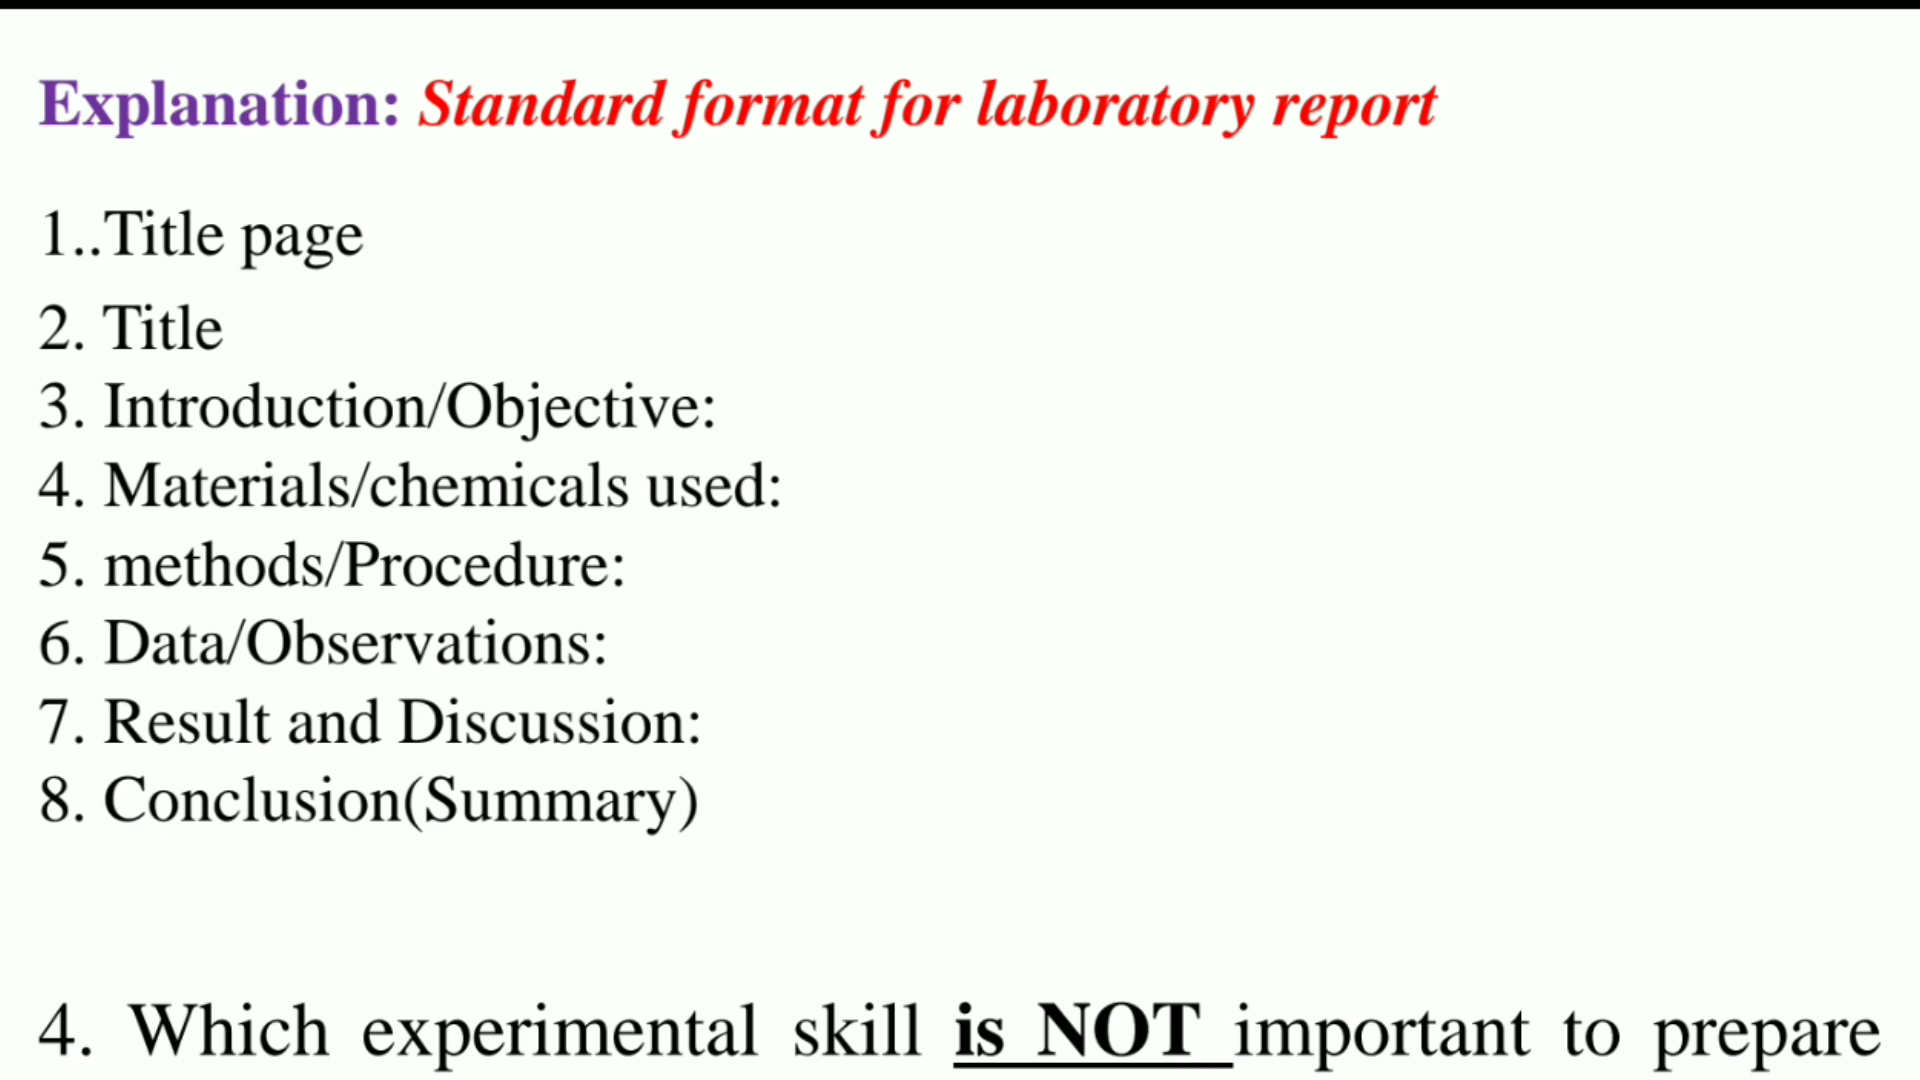 Explanation: Standard format for laboratory report
1..Title page
2. Title
3. Introduction/Objective:
4. Materials/chemicals used:
5. methods/Procedure:
6. Data/Observations:
7. Result and Discussion:
8. Conclusion(Summary)
4. Which experimental skill is NOT important to prepare